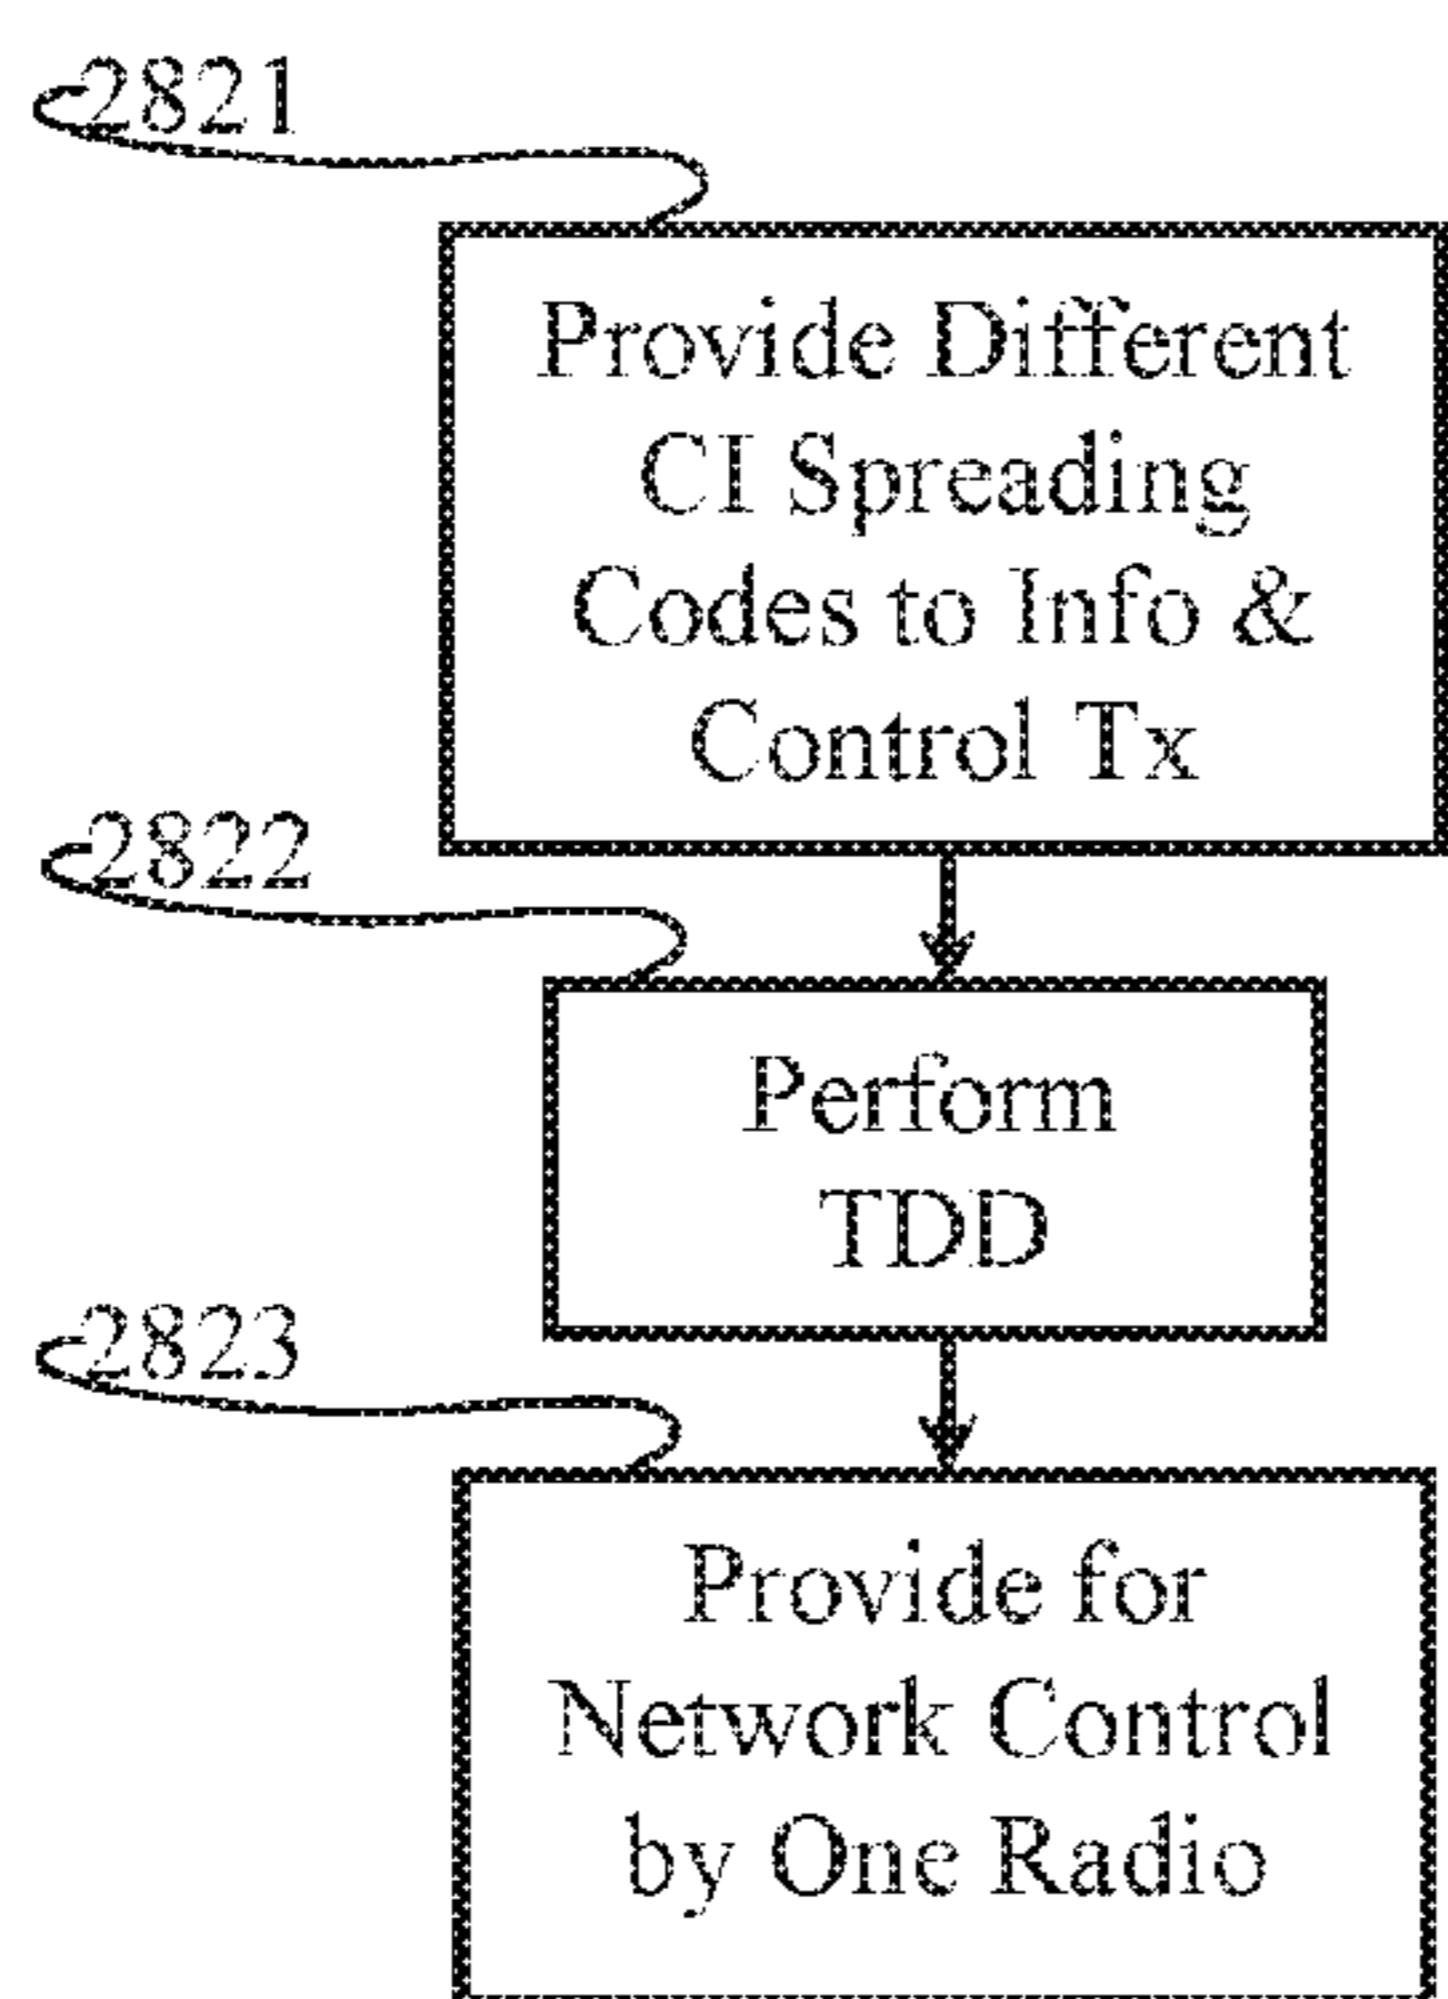 2821
Provide Different
CI Spreading
Codes to Info &
Control Tx
2822
Perform
TDD
2823
Provide for
Network Control
by One Radio